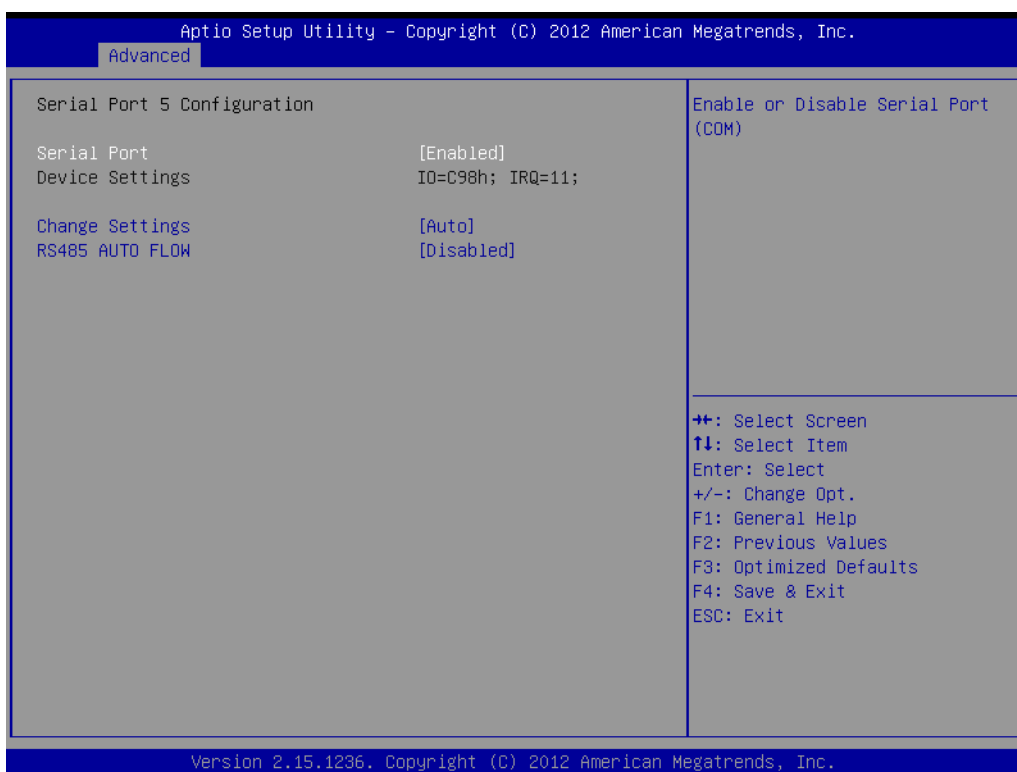 Aptio Setup Utility – Copyright (C) 2012 American Megatrends, Inc.
Advanced
Serial Port 5 Configuration
Serial Port [Enabled]
Device Settings IO=C98h; IRQ=11;
Change Settings [Auto]
RS485 AUTO FLOW [Disabled]
Enable or Disable Serial Port
(COM)
→←: Select Screen
↑↓: Select Item
Enter: Select
+/-: Change Opt.
F1: General Help
F2: Previous Values
F3: Optimized Defaults
F4: Save & Exit
ESC: Exit
Version 2.15.1236. Copyright (C) 2012 American Megatrends, Inc.